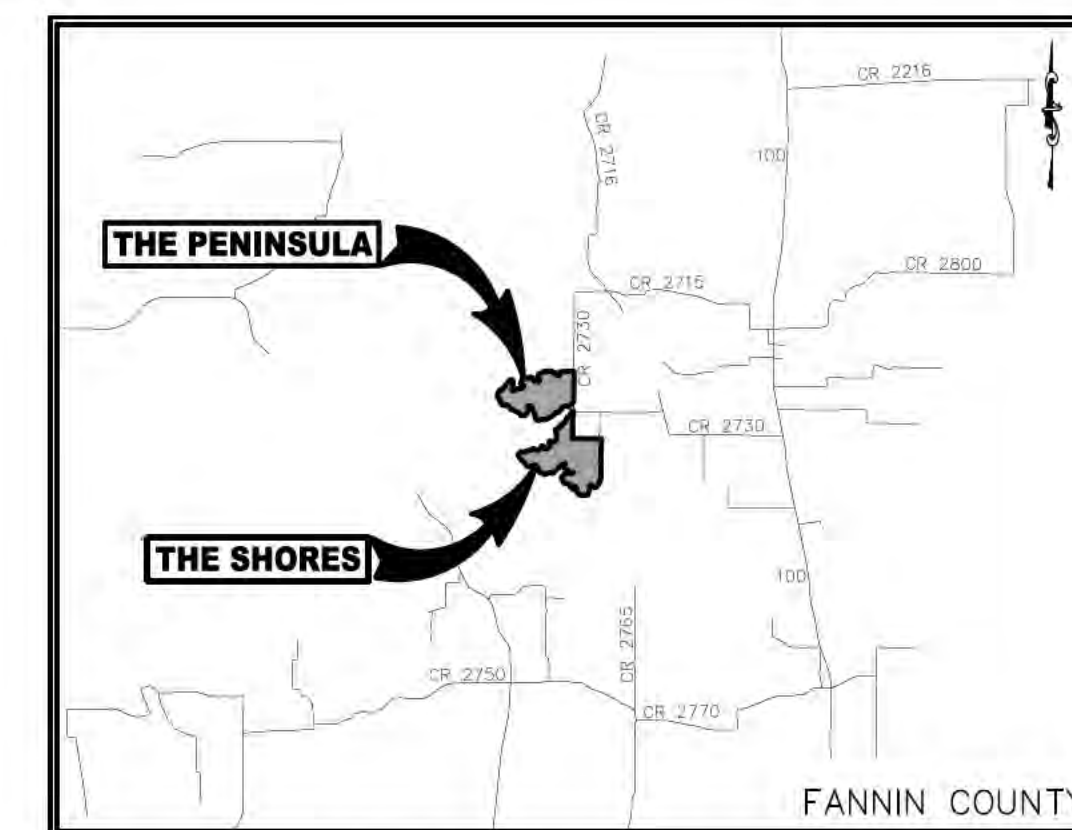 CR 2216
CR 2716
100
THE PENINSULA
CR 2800
CR 2715
CR 2730
CR 2730
THE SHORES
100
CR 2765
CR 2750
CR 2770
FANNIN COUNTY